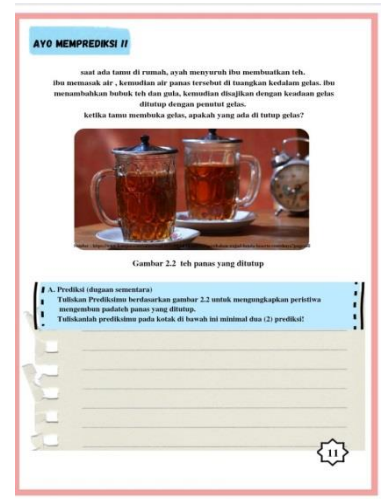 AYO MEMPREDIKSI !!
saat ada tamu di rumah, ayah menyuruh ibu membuatkan teh.
ibu memasak air , kemudian air panas tersebut di tuangkan kedalam gelas. ibu
menambahkan bubuk teh dan gula, kemudian disajikan dengan keadaan gelas
ditutup dengan penutut gelas.
ketika tamu membuka gelas, apakah yang ada di tutup gelas?
Gambar 2.2 teh panas yang ditutup
A. Prediksi (dugaan sementara)
Tuliskan Prediksimu berdasarkan gambar 2.2 untuk mengungkapkan peristiwa
mengembun padateh panas yang ditutup.
Tuliskanlah prediksimu pada kotak di bawah ini minimal dua (2) prediksi!
11